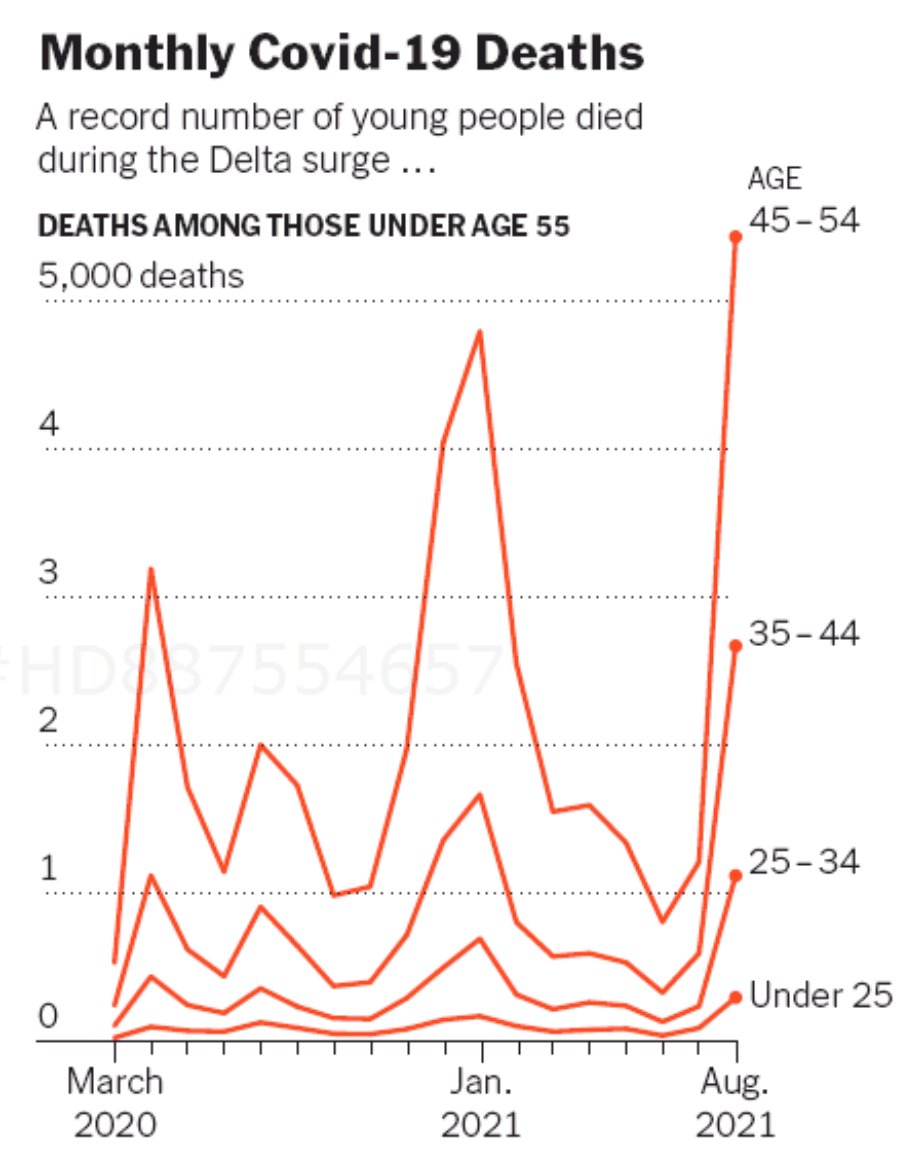 Monthly Covid-19 Deaths
A record number of young people died
during the Delta surge ...
DEATHS AMONG THOSE UNDER AGE 55
AGE
45–54
5,000 deaths
4
3
35–44
#HD887554657
2
1
25–34
Under 25
0
March
2020
Jan.
2021
Aug.
2021